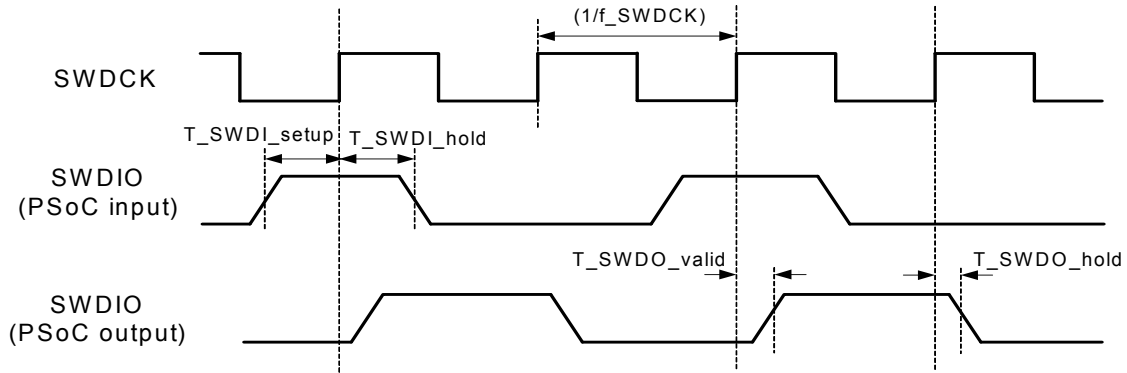 (1/f_SWDCK)
SWDCK
T_SWDI_setup T_SWDI_hold
SWDIO
(PSoC input)
T_SWDO_valid T_SWDO_hold
SWDIO
(PSoC output)